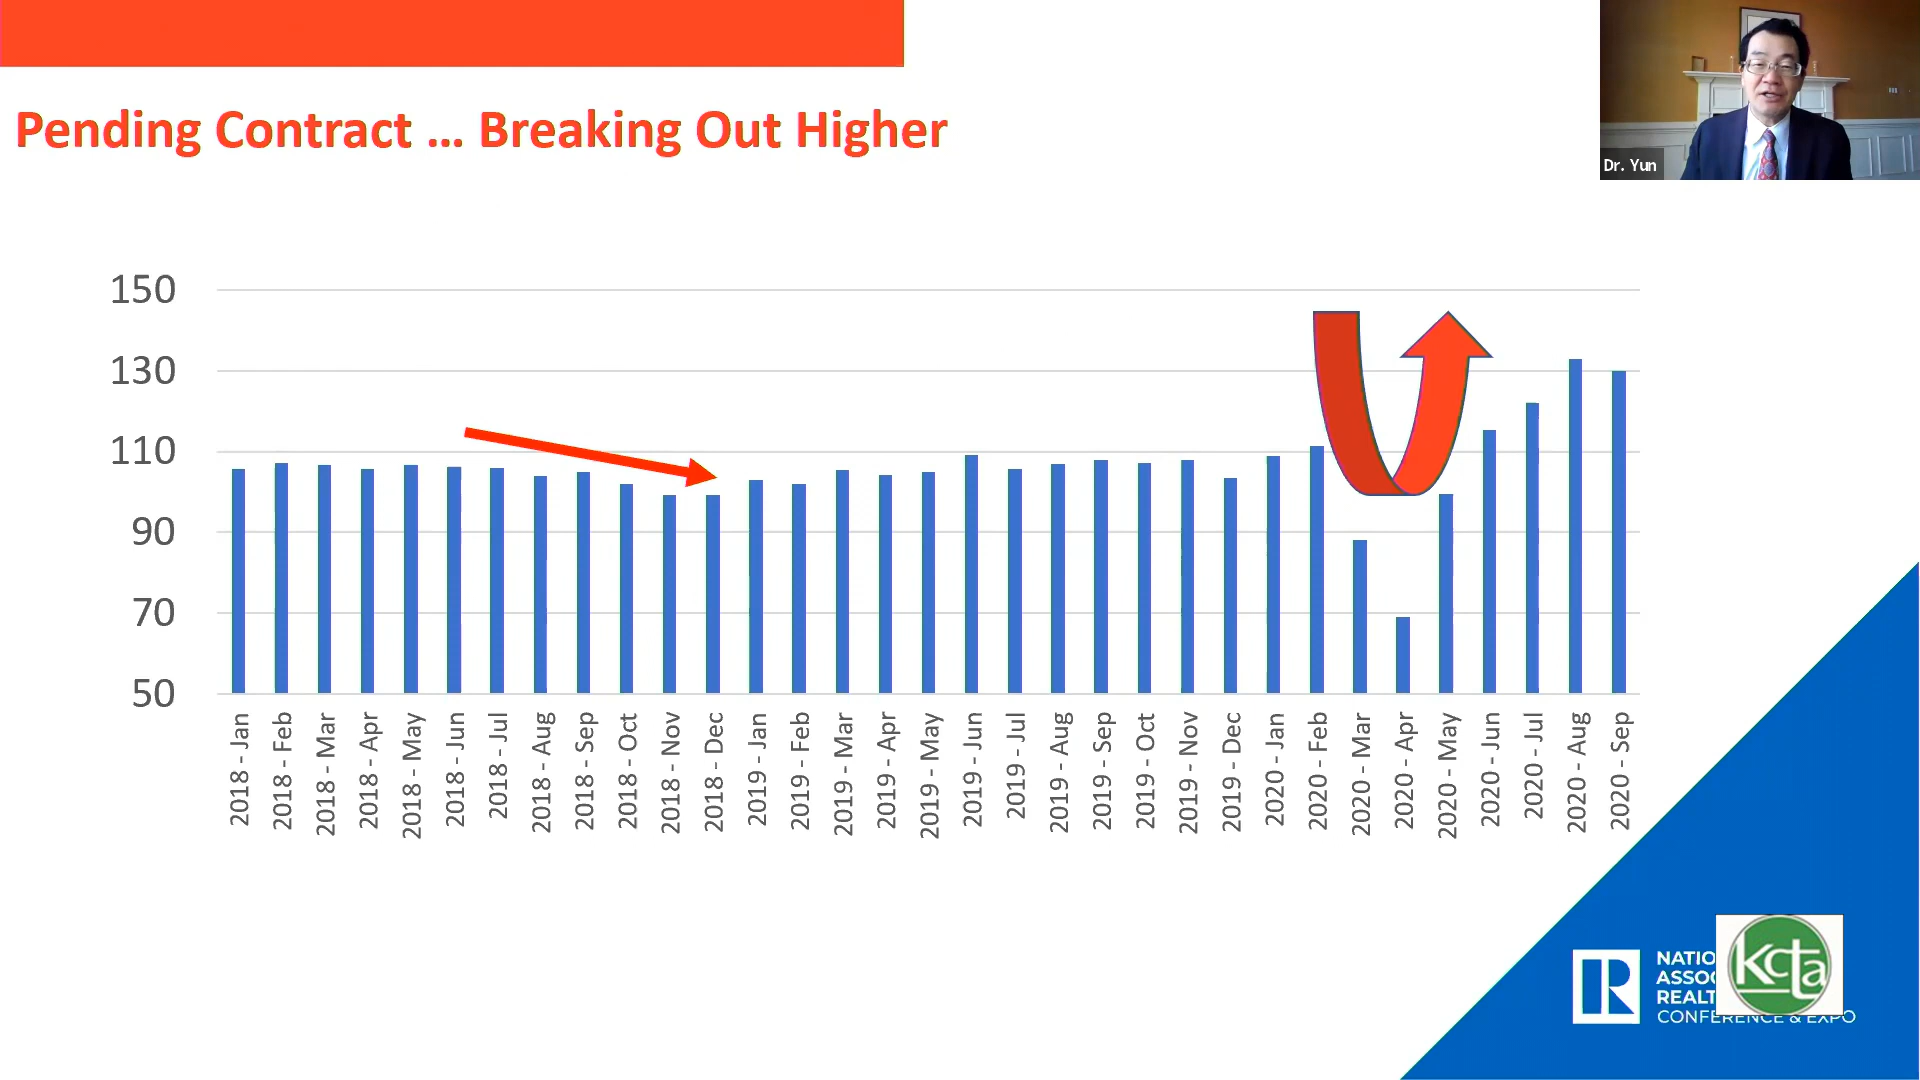 Pending Contract ... Breaking Out Higher
Dr. Yun
150
130
110
90
70
50
2018 - Jan
2018 - Feb
2018 - Mar
2018 - Apr
2018 - May
2018 - Jun
2018 - Jul
2018 - Aug
2018 - Sep
2018 - Oct
2018 - Nov
2018 - Dec
2019 - Jan
2019 - Feb
2019 - Mar
2019 - Apr
2019 - May
2019 - Jun
2019 - Jul
2019 - Aug
2019 - Sep
2019 - Oct
2019 - Nov
2019 - Dec
2020 - Jan
2020 - Feb
2020 - Mar
2020 - Apr
2020 - May
2020 - Jun
2020 - Jul
2020 - Aug
2020 - Sep
R
NATIO
ASSO
REALT
CONFERENCE & EXPO
kcta